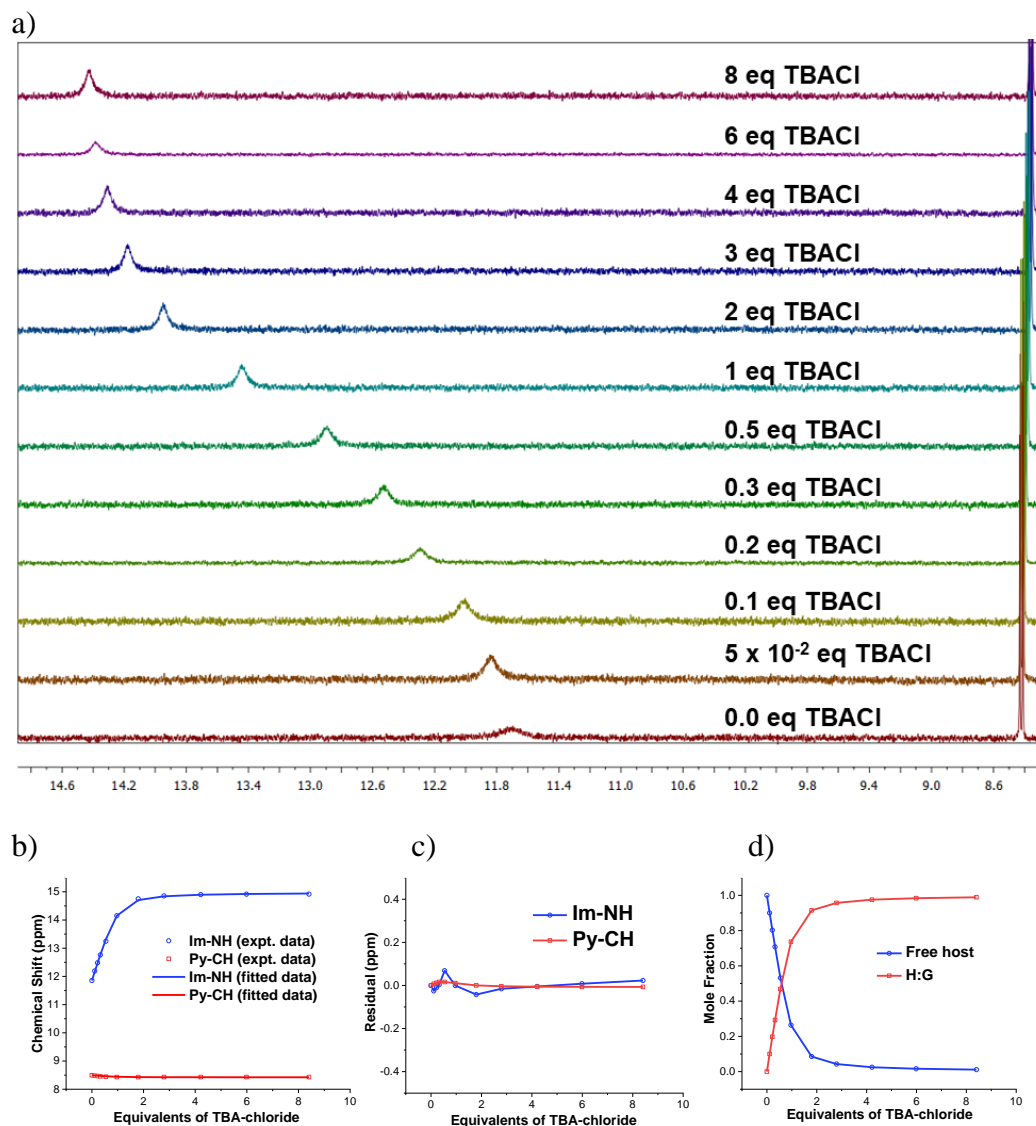 a)
8 eq TBACl
6 eq TBACl
4 eq TBACl
3 eq TBACl
2 eq TBACl
1 eq TBACl
0.5 eq TBACl
0.3 eq TBACl
0.2 eq TBACl
0.1 eq TBACl
5 x 10⁻² eq TBACl
0.0 eq TBACl
14.6 14.2 13.8 13.4 13.0 12.6 12.2 11.8 11.4 11.0 10.6 10.2 9.8 9.4 9.0 8.6
b)
Chemical Shift (ppm)
15
14
13
12
11
10
9
8
Im-NH (expt. data)
Py-CH (expt. data)
Im-NH (fitted data)
Py-CH (fitted data)
0 2 4 6 8 10
Equivalents of TBA-chloride
c)
Residual (ppm)
0.4
0.2
0.0
-0.2
-0.4
Im-NH
Py-CH
0 2 4 6 8 10
Equivalents of TBA-chloride
d)
Mole Fraction
1.0
0.8
0.6
0.4
0.2
0.0
Free host
H:G
0 2 4 6 8 10
Equivalents of TBA-chloride